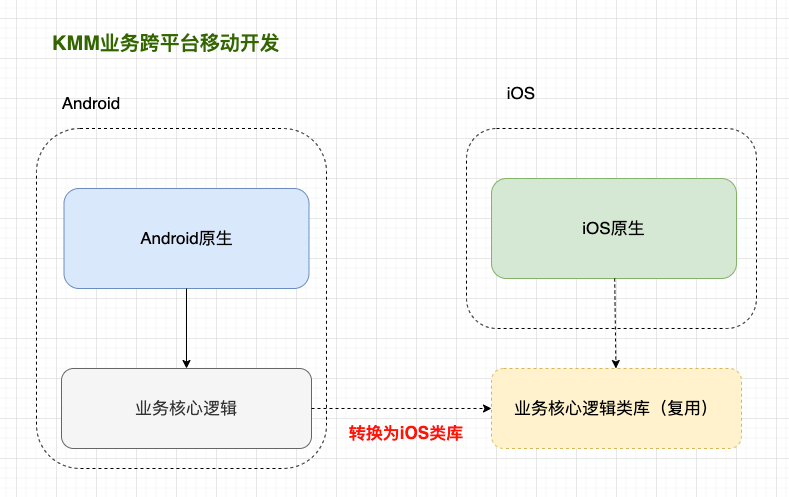 KMM业务跨平台移动开发
Android
iOS
Android原生
iOS原生
业务核心逻辑
转换为iOS类库
业务核心逻辑类库（复用）